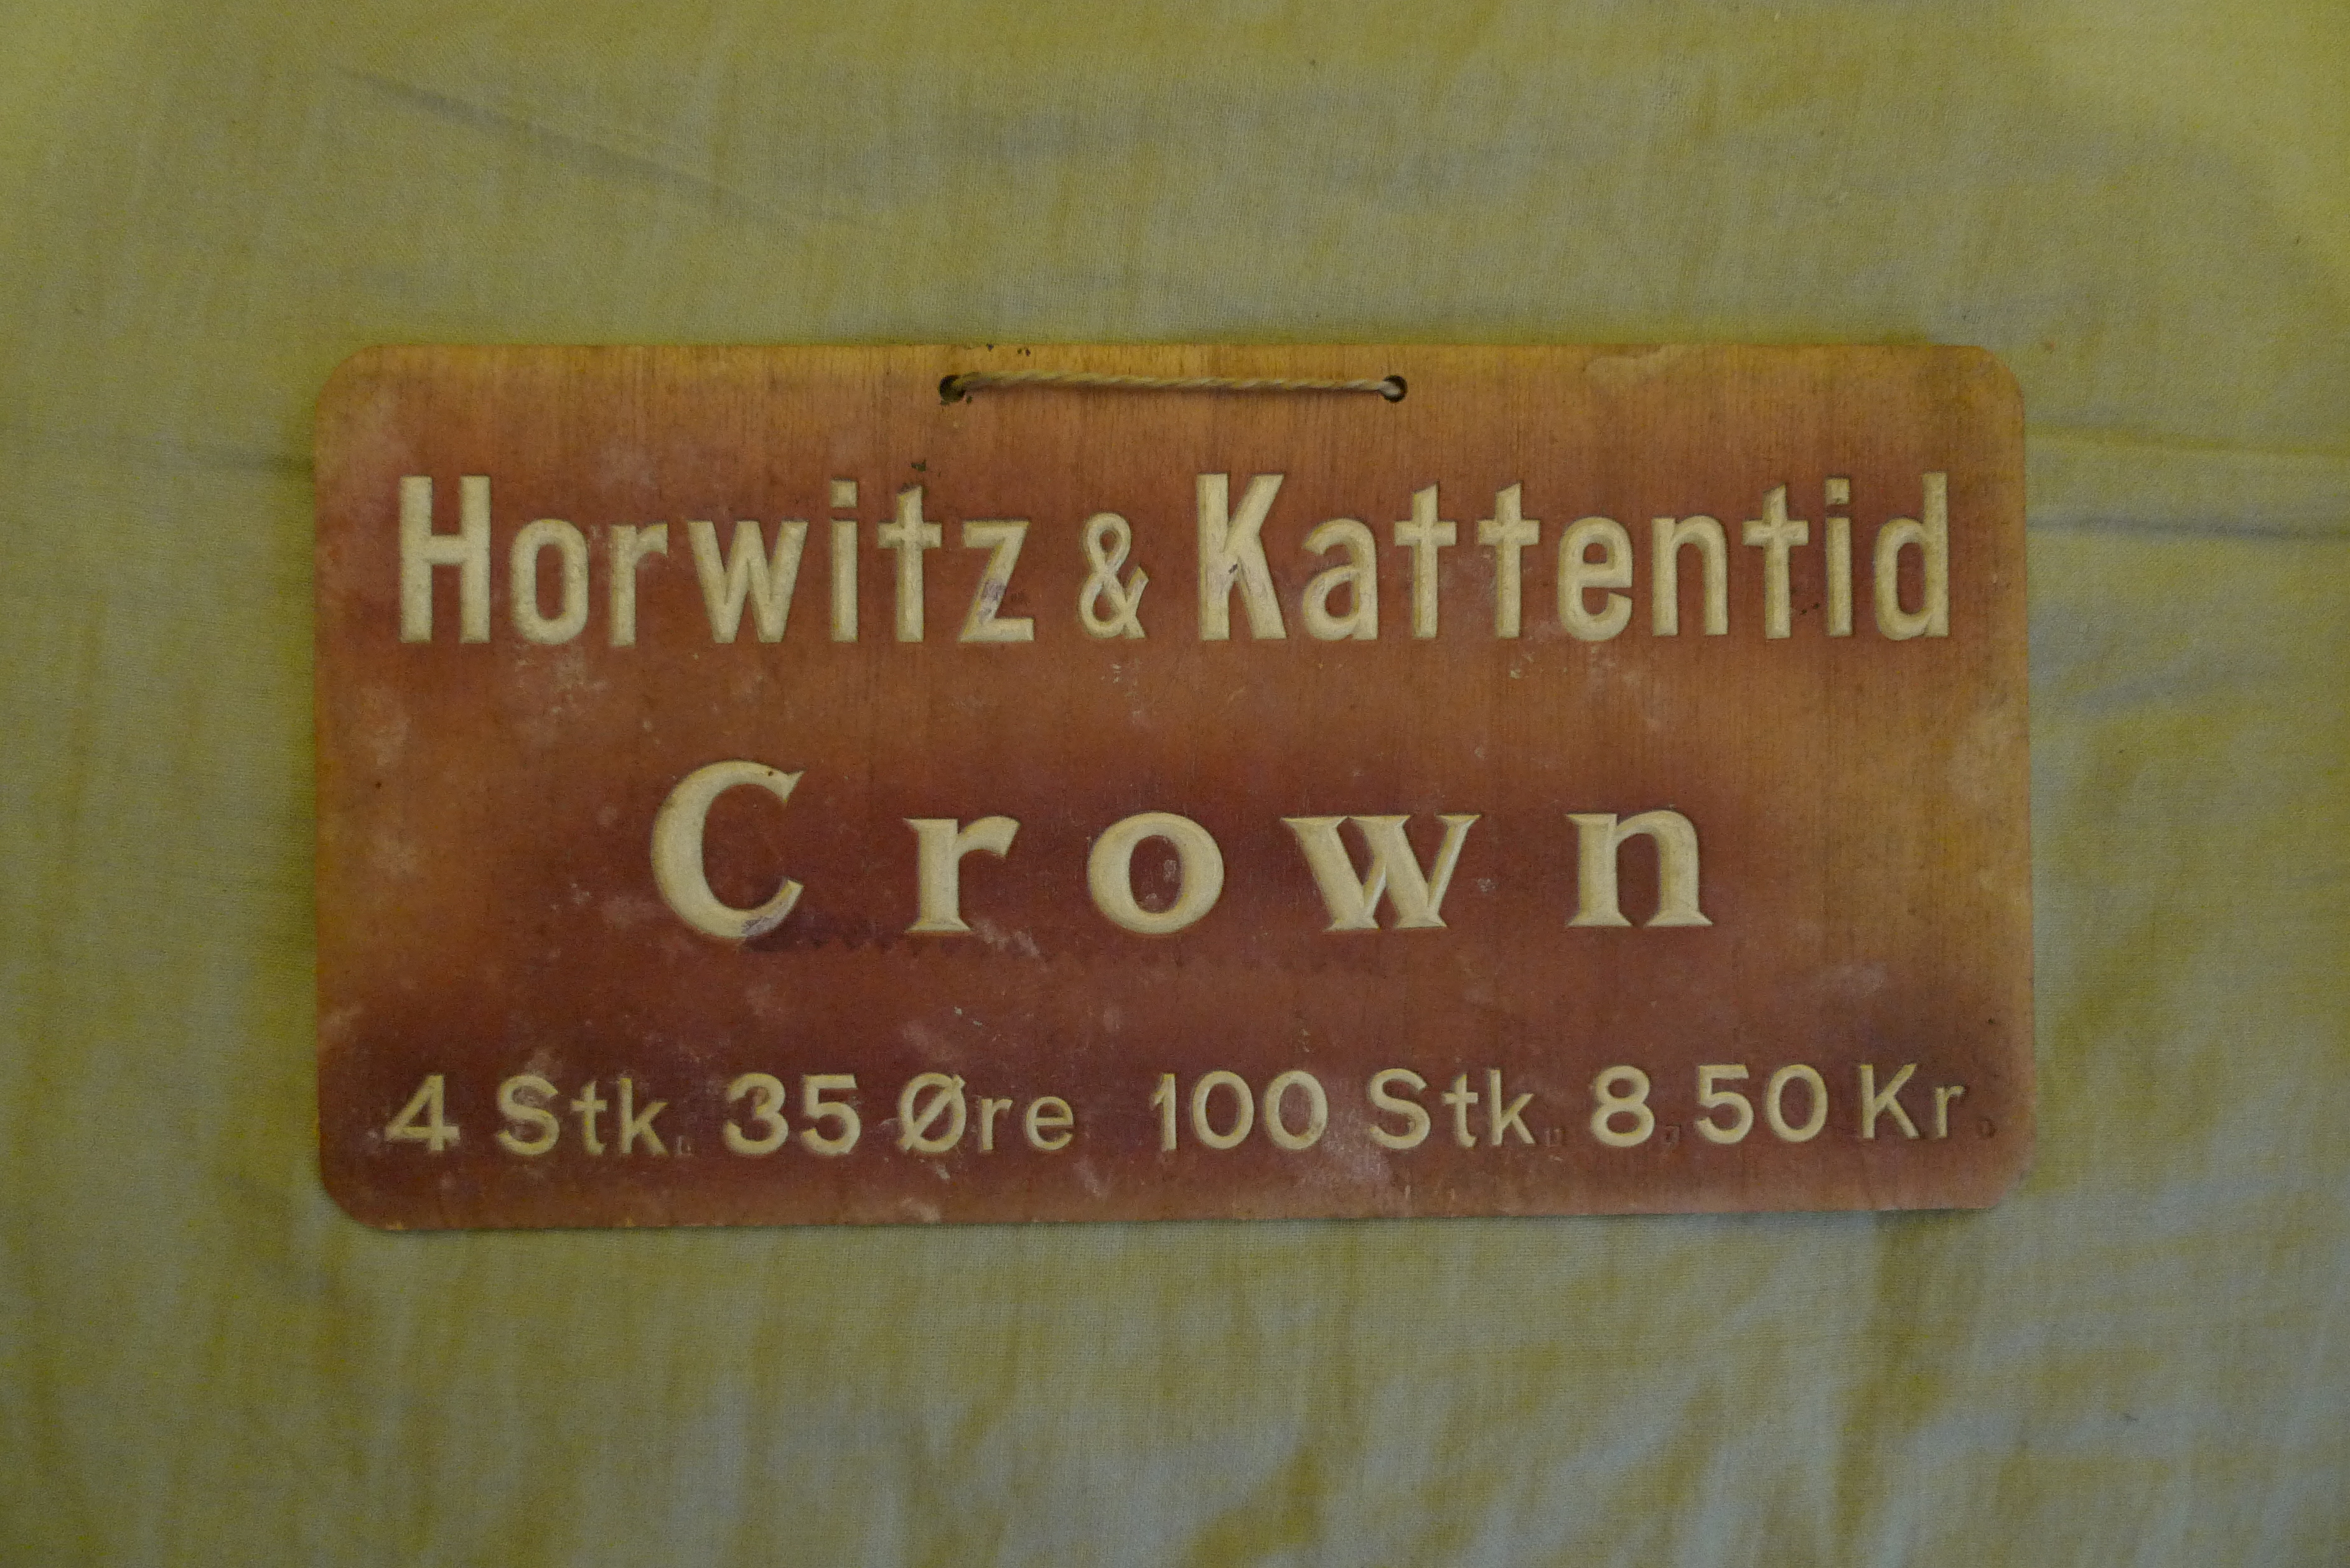 Horwitz & Kattentid
Crown
4 Stk. 35 Øre 100 Stk. 8.50 Kr.